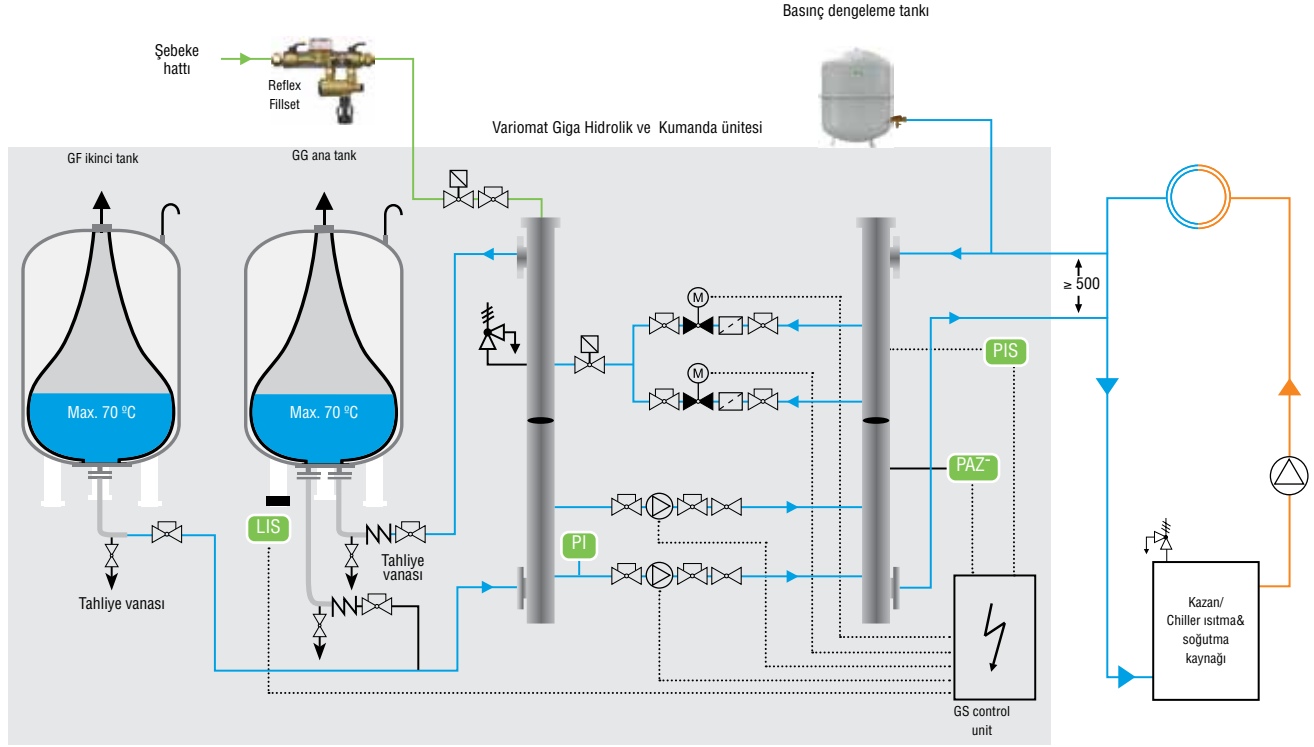 Basınç dengeleme tankı
Şebeke
hattı
Reflex
Fillset
Variomat Giga Hidrolik ve Kumanda ünitesi
GF ikinci tank
GG ana tank
≥ 500
M
PIS
M
Max. 70 ºC
Max. 70 ºC
PAZ-
LIS
PI
Tahliye
vanası
Tahliye vanası
Kazan/
Chiller ısıtma&
soğutma
kaynağı
GS control
unit